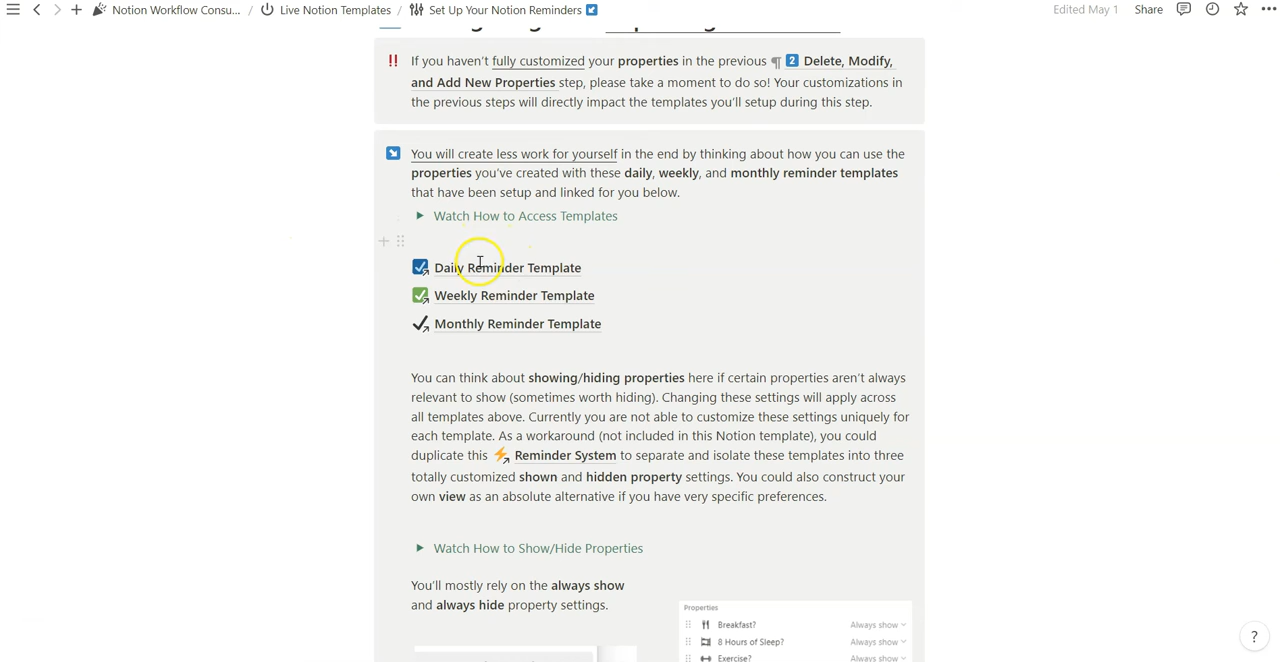 Notion Workflow Consu... / Live Notion Templates / Set Up Your Notion Reminders Edited May 1 Share
!! If you haven't fully customized your properties in the previous ¶ 2 Delete, Modify,
and Add New Properties step, please take a moment to do so! Your customizations in
the previous steps will directly impact the templates you'll setup during this step.
You will create less work for yourself in the end by thinking about how you can use the
properties you've created with these daily, weekly, and monthly reminder templates
that have been setup and linked for you below.
Watch How to Access Templates
Daily Reminder Template
Weekly Reminder Template
Monthly Reminder Template
You can think about showing/hiding properties here if certain properties aren't always
relevant to show (sometimes worth hiding). Changing these settings will apply across
all templates above. Currently you are not able to customize these settings uniquely for
each template. As a workaround (not included in this Notion template), you could
duplicate this Reminder System to separate and isolate these templates into three
totally customized shown and hidden property settings. You could also construct your
own view as an absolute alternative if you have very specific preferences.
Watch How to Show/Hide Properties
You'll mostly rely on the always show
and always hide property settings.
Properties
Breakfast? Always show
8 Hours of Sleep? Always show
Exercise? Always show
?